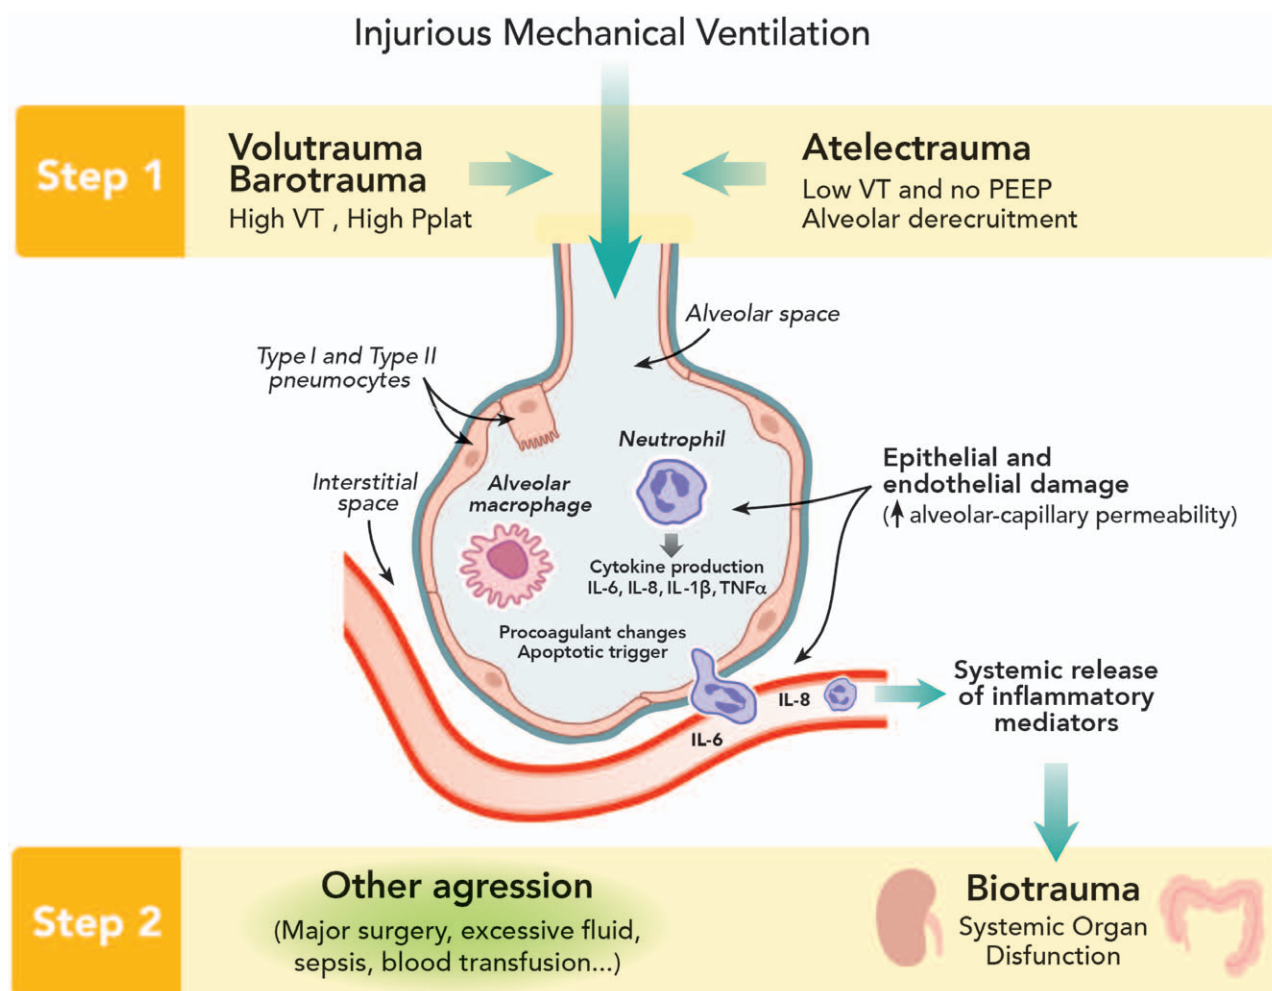 Injurious Mechanical Ventilation
Step 1
Volutrauma
Barotrauma
High VT , High Pplat
Atelectrauma
Low VT and no PEEP
Alveolar derecruitment
Alveolar space
Type I and Type II
pneumocytes
Neutrophil
Interstitial
space
Alveolar
macrophage
Epithelial and
endothelial damage
(↑ alveolar-capillary permeability)
Cytokine production
IL-6, IL-8, IL-1β, TNFα
Procoagulant changes
Apoptotic trigger
IL-8
IL-6
Systemic release
of inflammatory
mediators
Step 2
Other agression
(Major surgery, excessive fluid,
sepsis, blood transfusion...)
Biotrauma
Systemic Organ
Disfunction